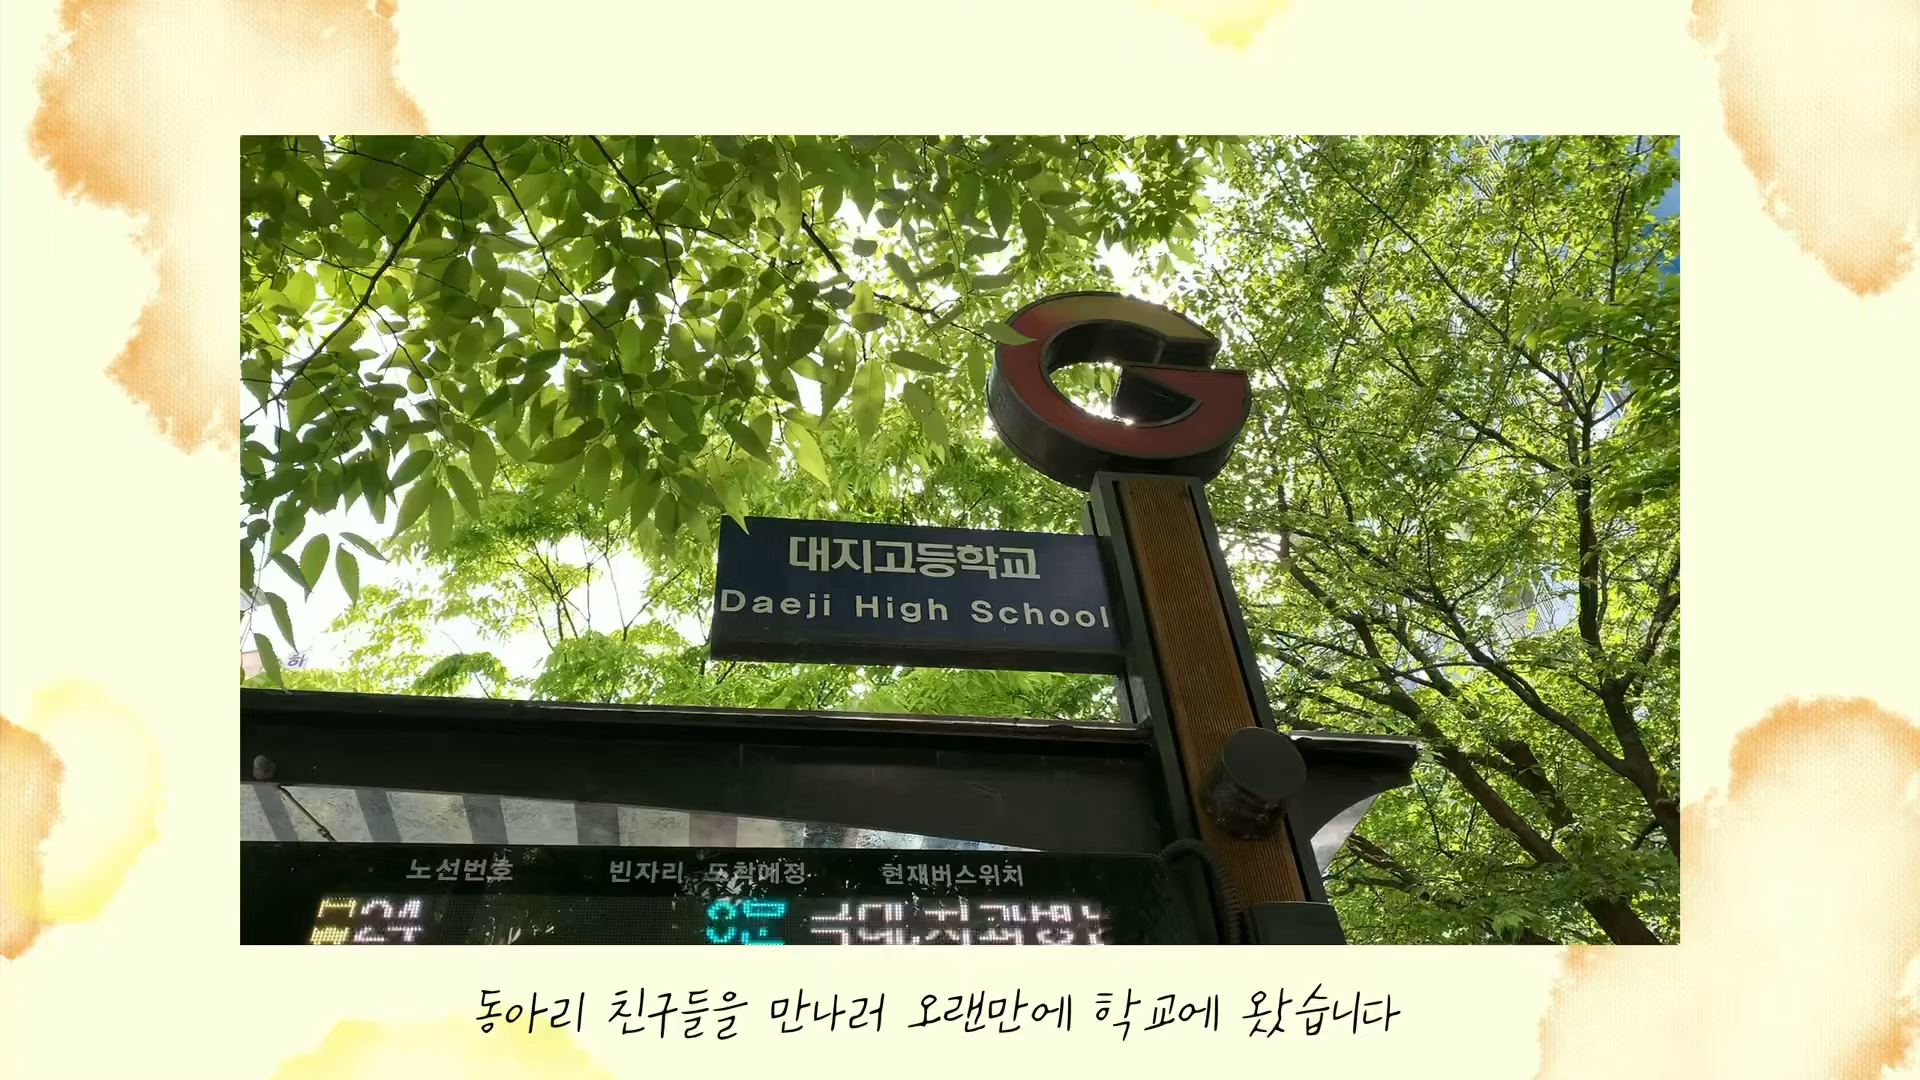 G
대지고등학교
Daeji High School
노선번호 빈자리 도착예정 현재버스위치
동아리 친구들을 만나러 오랜만에 학교에 왔습니다